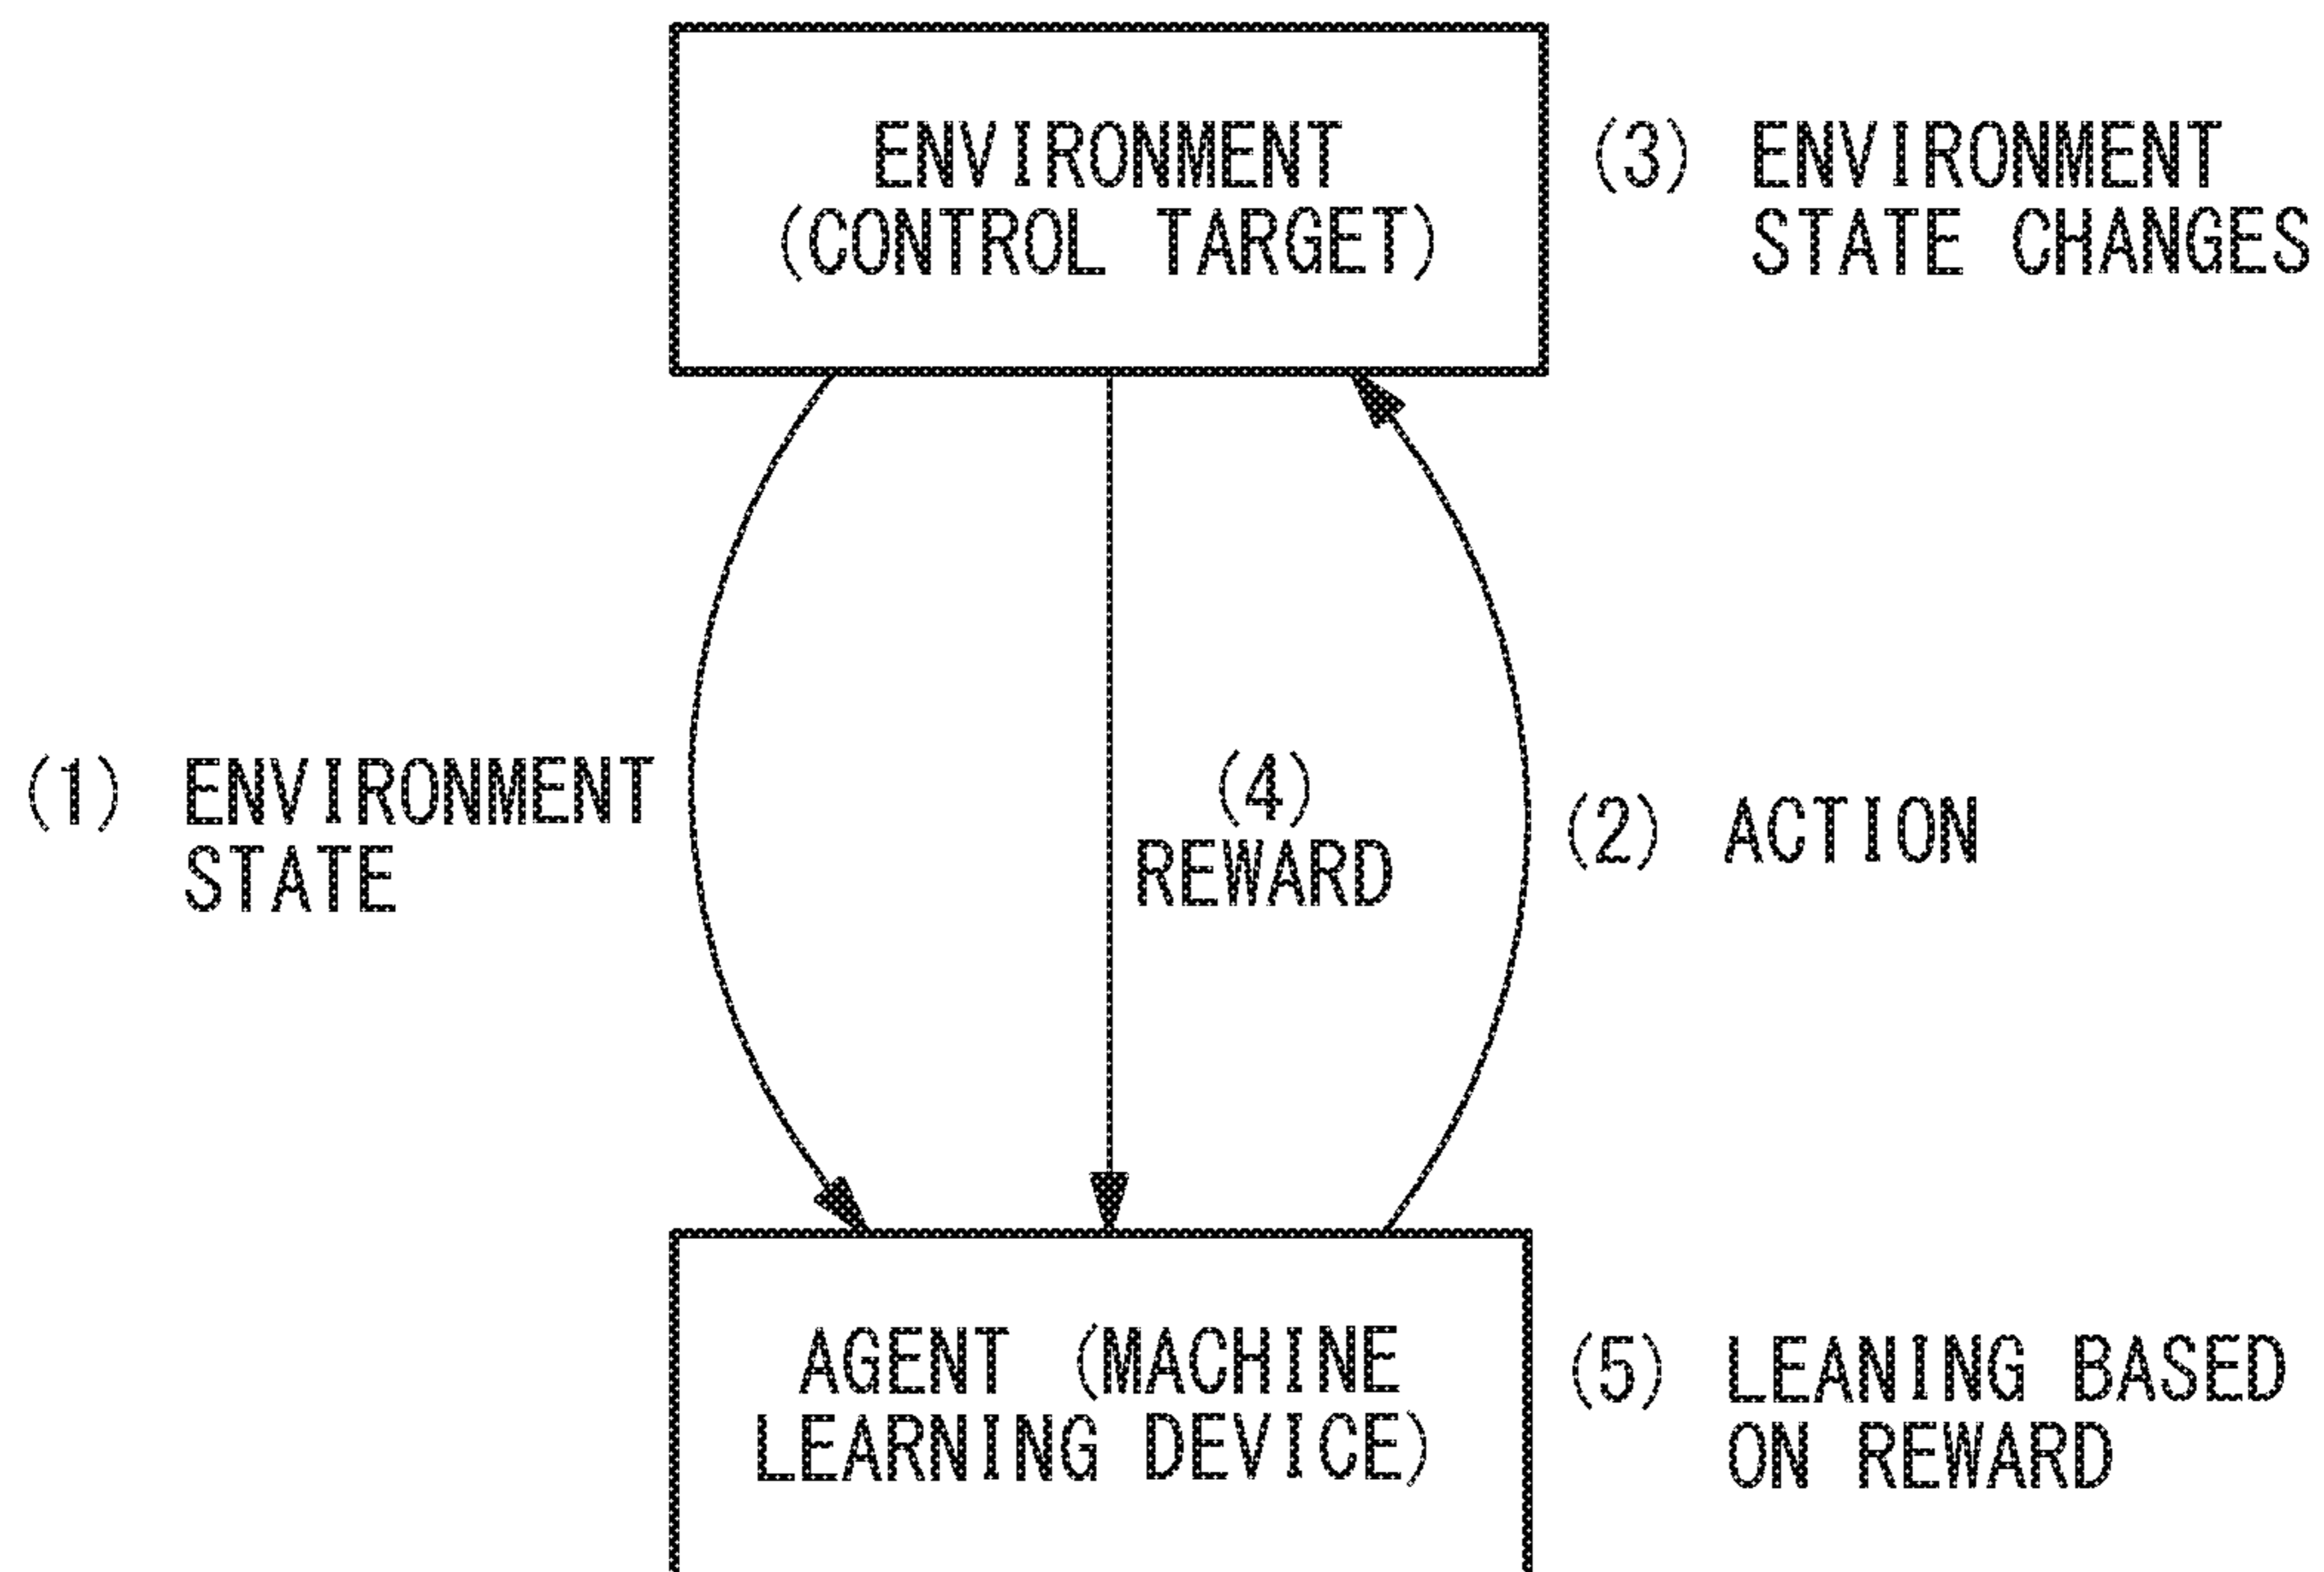 ENVIRONMENT
(CONTROL TARGET)
(3) ENVIRONMENT
STATE CHANGES
(1) ENVIRONMENT
STATE
(4)
REWARD
(2) ACTION
AGENT (MACHINE
LEARNING DEVICE)
(5) LEANING BASED
ON REWARD